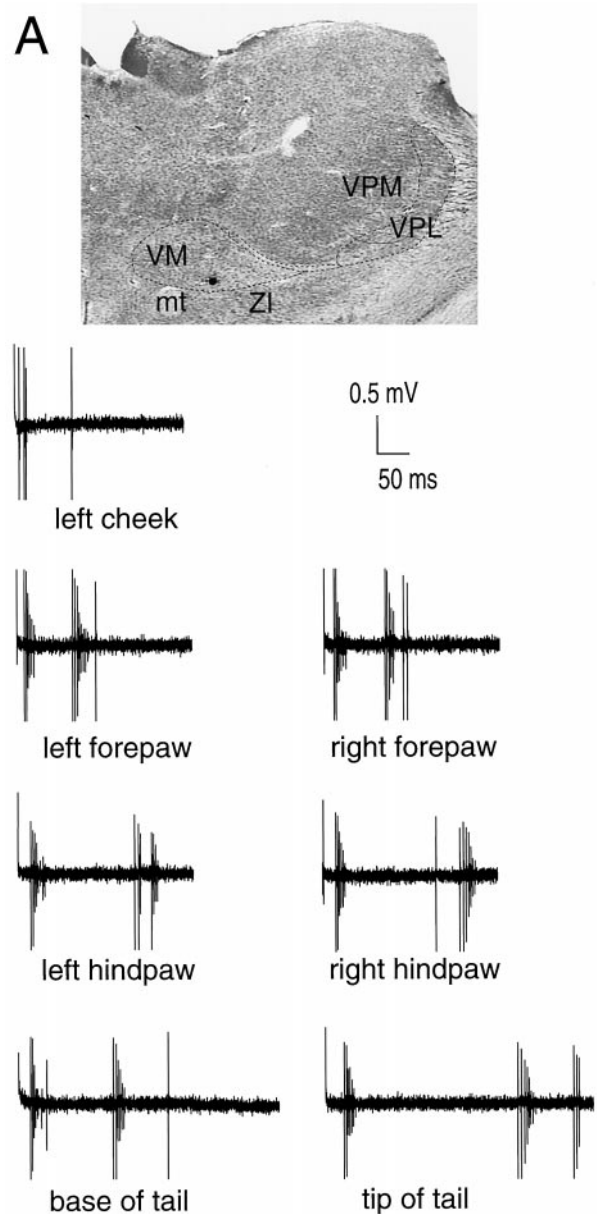 A
VPM
VPL
VM
mt
ZI
0.5 mV
50 ms
left cheek
left forepaw
right forepaw
left hindpaw
right hindpaw
base of tail
tip of tail